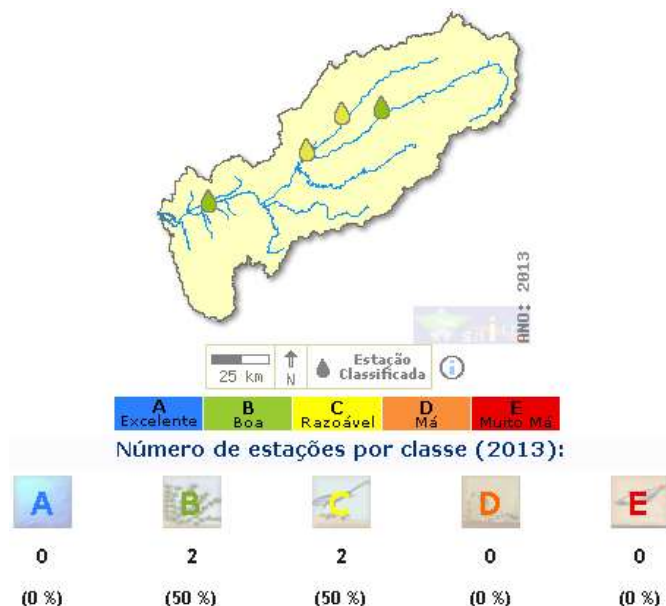 ANO: 2013
25 km
N
Estação
Classificada
i
A B C D E
Excelente Boa Razoável Má Muito Má
Número de estações por classe (2013):
A B C D E
0 2 2 0 0
(0 %) (50 %) (50 %) (0 %) (0 %)